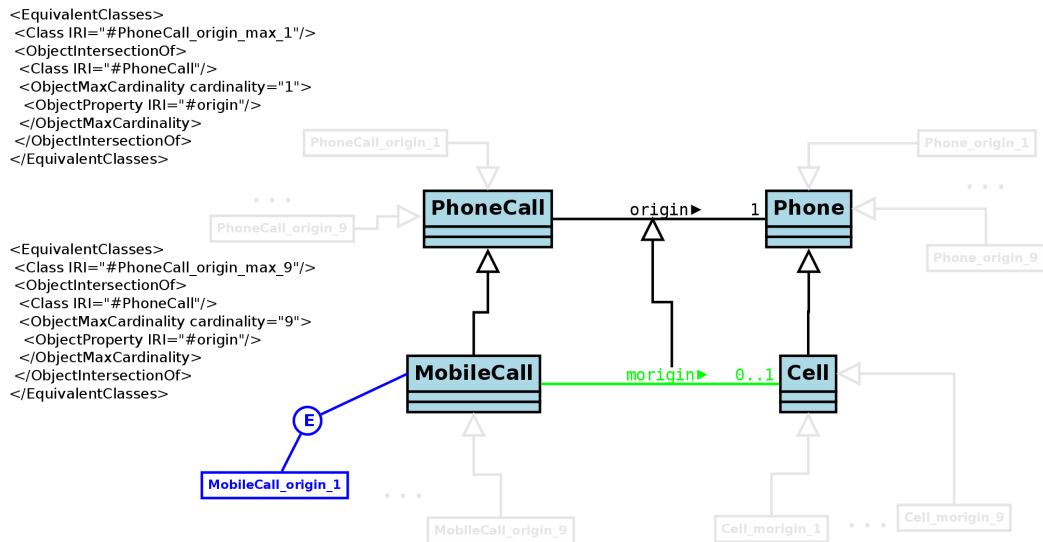 <EquivalentClasses>
<Class IRI="#PhoneCall_origin_max_1"/>
<ObjectIntersectionOf>
<Class IRI="#PhoneCall"/>
<ObjectMaxCardinality cardinality="1">
<ObjectProperty IRI="#origin"/>
</ObjectMaxCardinality>
</ObjectIntersectionOf>
</EquivalentClasses>
PhoneCall_origin_1
Phone_origin_1
...
...
PhoneCall
origin▶
1
Phone
PhoneCall_origin_9
Phone_origin_9
<EquivalentClasses>
<Class IRI="#PhoneCall_origin_max_9"/>
<ObjectIntersectionOf>
<Class IRI="#PhoneCall"/>
<ObjectMaxCardinality cardinality="9">
<ObjectProperty IRI="#origin"/>
</ObjectMaxCardinality>
</ObjectIntersectionOf>
</EquivalentClasses>
MobileCall
morigin▶
0..1
Cell
E
MobileCall_origin_1
...
MobileCall_origin_9
Cell_morigin_1
...
Cell_morigin_9